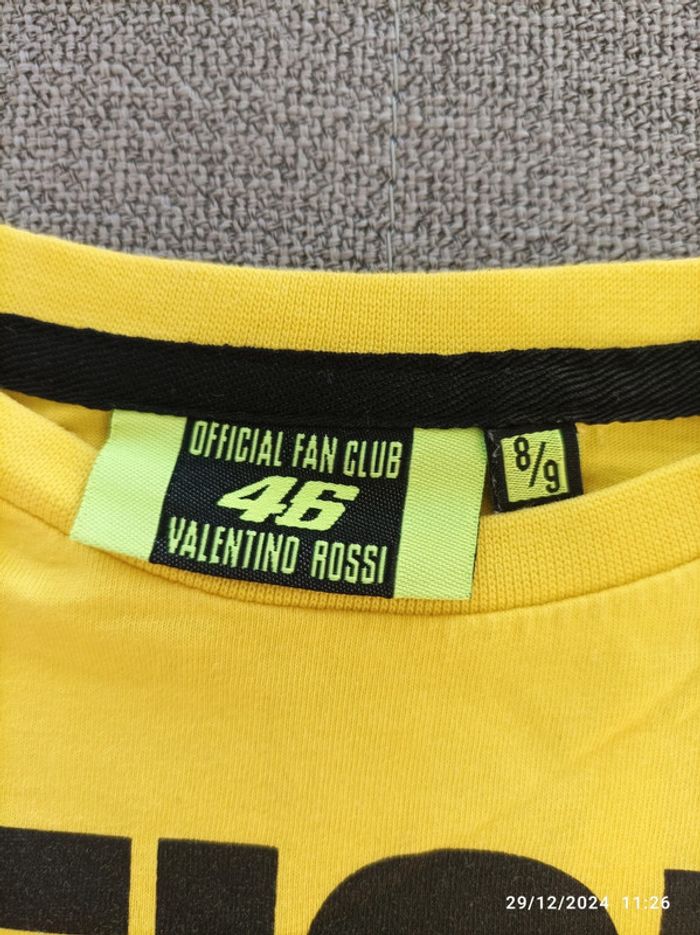 OFFICIAL FAN CLUB
46
VALENTINO ROSSI
8/9
29/12/2024 11:26